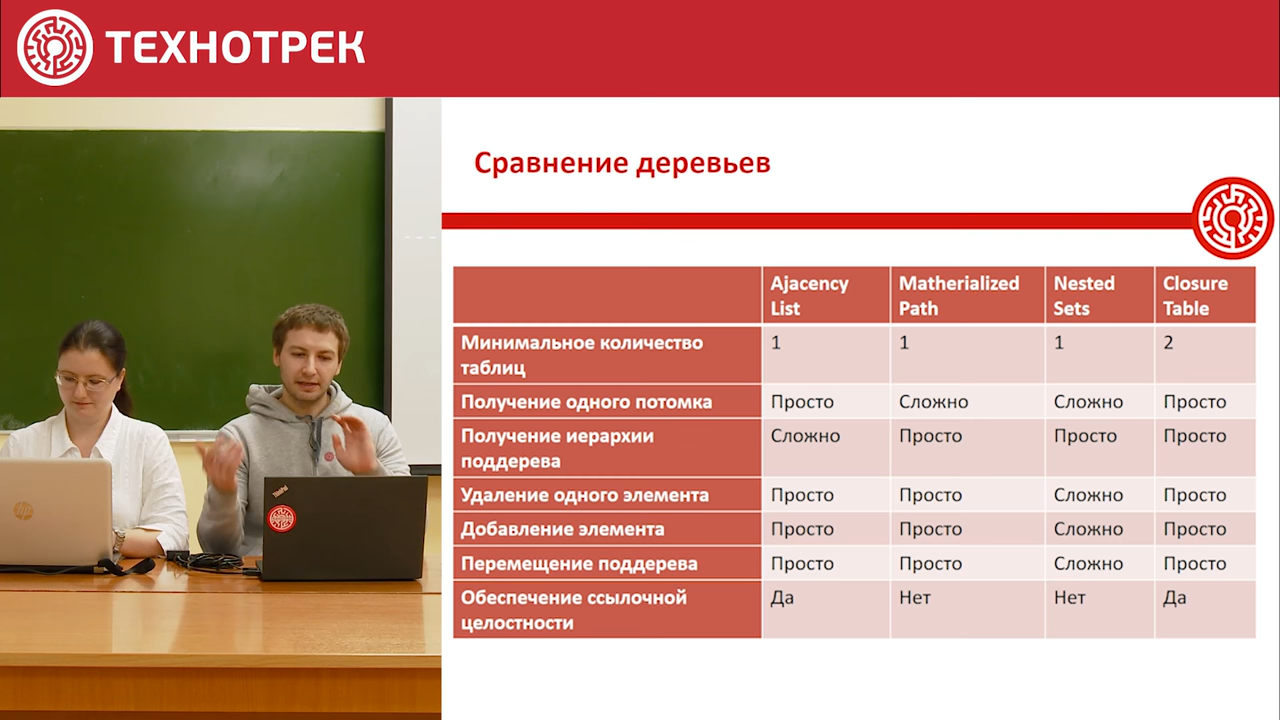 ТЕХНОТРЕК
Сравнение деревьев
Ajacency List
Matherialized Path
Nested Sets
Closure Table
Минимальное количество таблиц
1
1
1
2
Получение одного потомка
Просто
Сложно
Сложно
Просто
Получение иерархии поддерева
Сложно
Просто
Просто
Просто
Удаление одного элемента
Просто
Просто
Сложно
Просто
Добавление элемента
Просто
Просто
Сложно
Просто
Перемещение поддерева
Просто
Просто
Сложно
Просто
Обеспечение ссылочной целостности
Да
Нет
Нет
Да
ThinkPad
hp